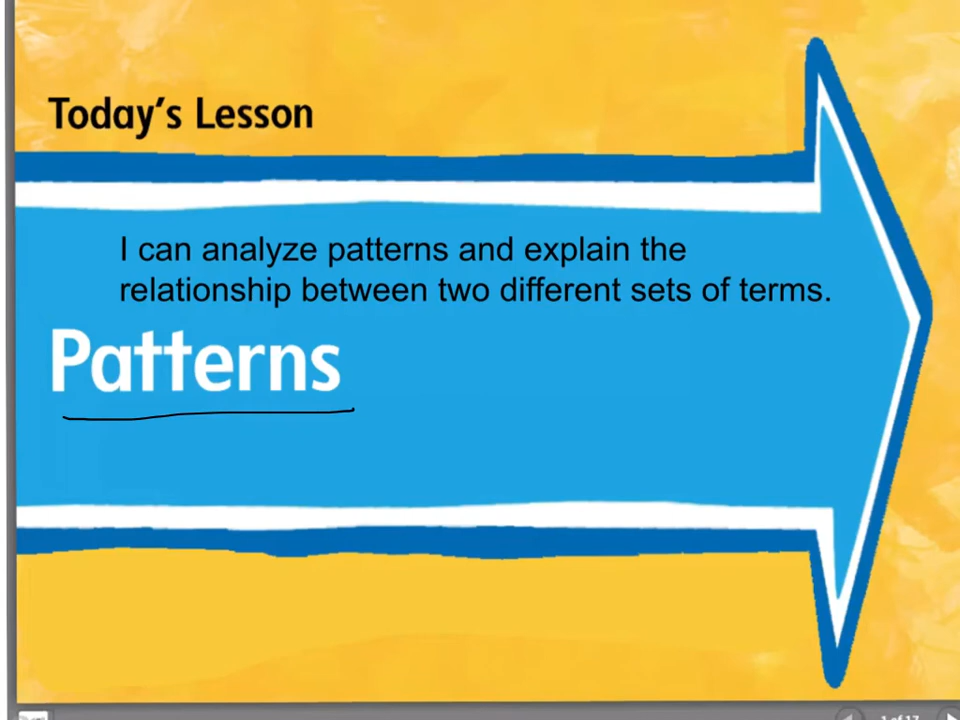 Today's Lesson
I can analyze patterns and explain the
relationship between two different sets of terms.
Patterns